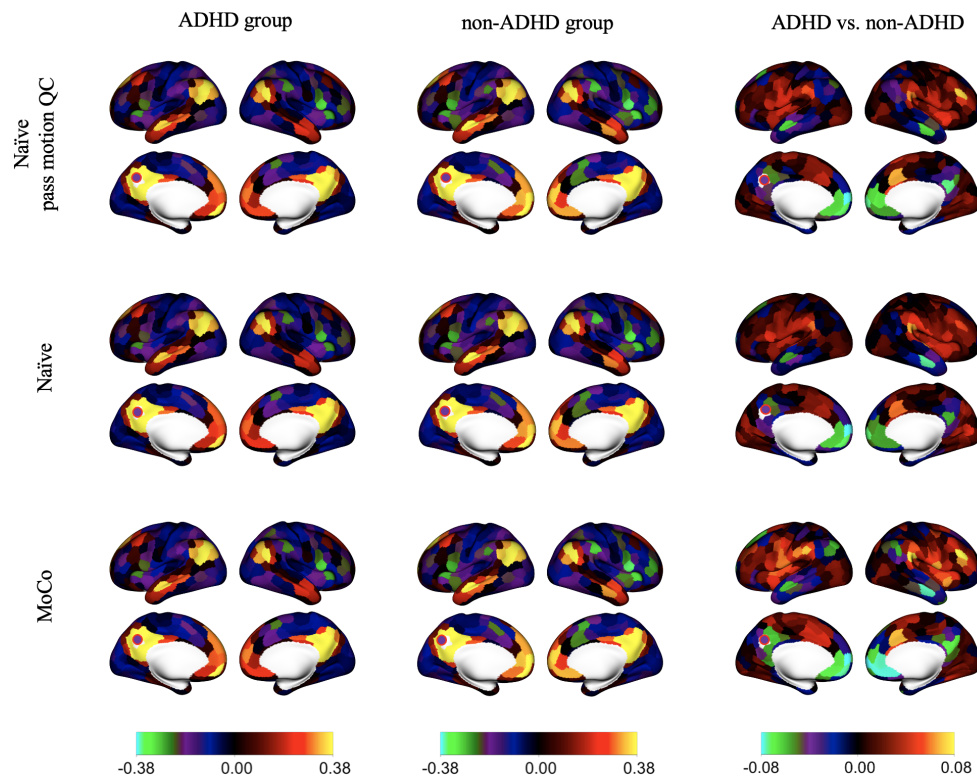 ADHD group
non-ADHD group
ADHD vs. non-ADHD
Naïve
pass motion QC
Naïve
MoCo
-0.38 0.00 0.38
-0.38 0.00 0.38
-0.08 0.00 0.08